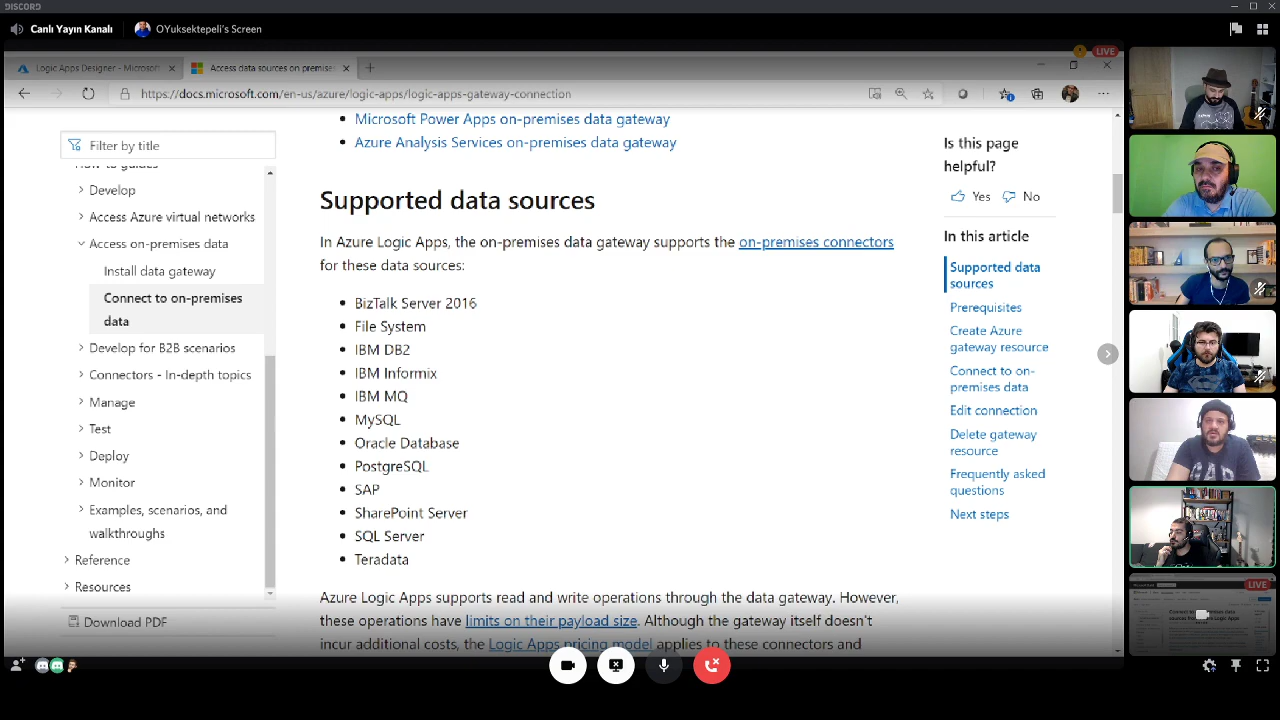 DISCORD
Canlı Yayın Kanalı
OYuksektepeli's Screen
LIVE
Logic Apps Designer - Microsoft
Access data sources on premise
https://docs.microsoft.com/en-us/azure/logic-apps/logic-apps-gateway-connection
Filter by title
How-to guides
Develop
Access Azure virtual networks
Access on-premises data
Install data gateway
Connect to on-premises
data
Develop for B2B scenarios
Connectors - In-depth topics
Manage
Test
Deploy
Monitor
Examples, scenarios, and
walkthroughs
Reference
Resources
Download PDF
Microsoft Power Apps on-premises data gateway
Azure Analysis Services on-premises data gateway
Supported data sources
In Azure Logic Apps, the on-premises data gateway supports the on-premises connectors
for these data sources:
BizTalk Server 2016
File System
IBM DB2
IBM Informix
IBM MQ
MySQL
Oracle Database
PostgreSQL
SAP
SharePoint Server
SQL Server
Teradata
Azure Logic Apps supports read and write operations through the data gateway. However,
these operations have limits on their payload size. Although the gateway itself doesn't
incur additional costs, the Logic Apps pricing model applies to these connectors and
Is this page
helpful?
Yes
No
In this article
Supported data
sources
Prerequisites
Create Azure
gateway resource
Connect to on-
premises data
Edit connection
Delete gateway
resource
Frequently asked
questions
Next steps
LIVE